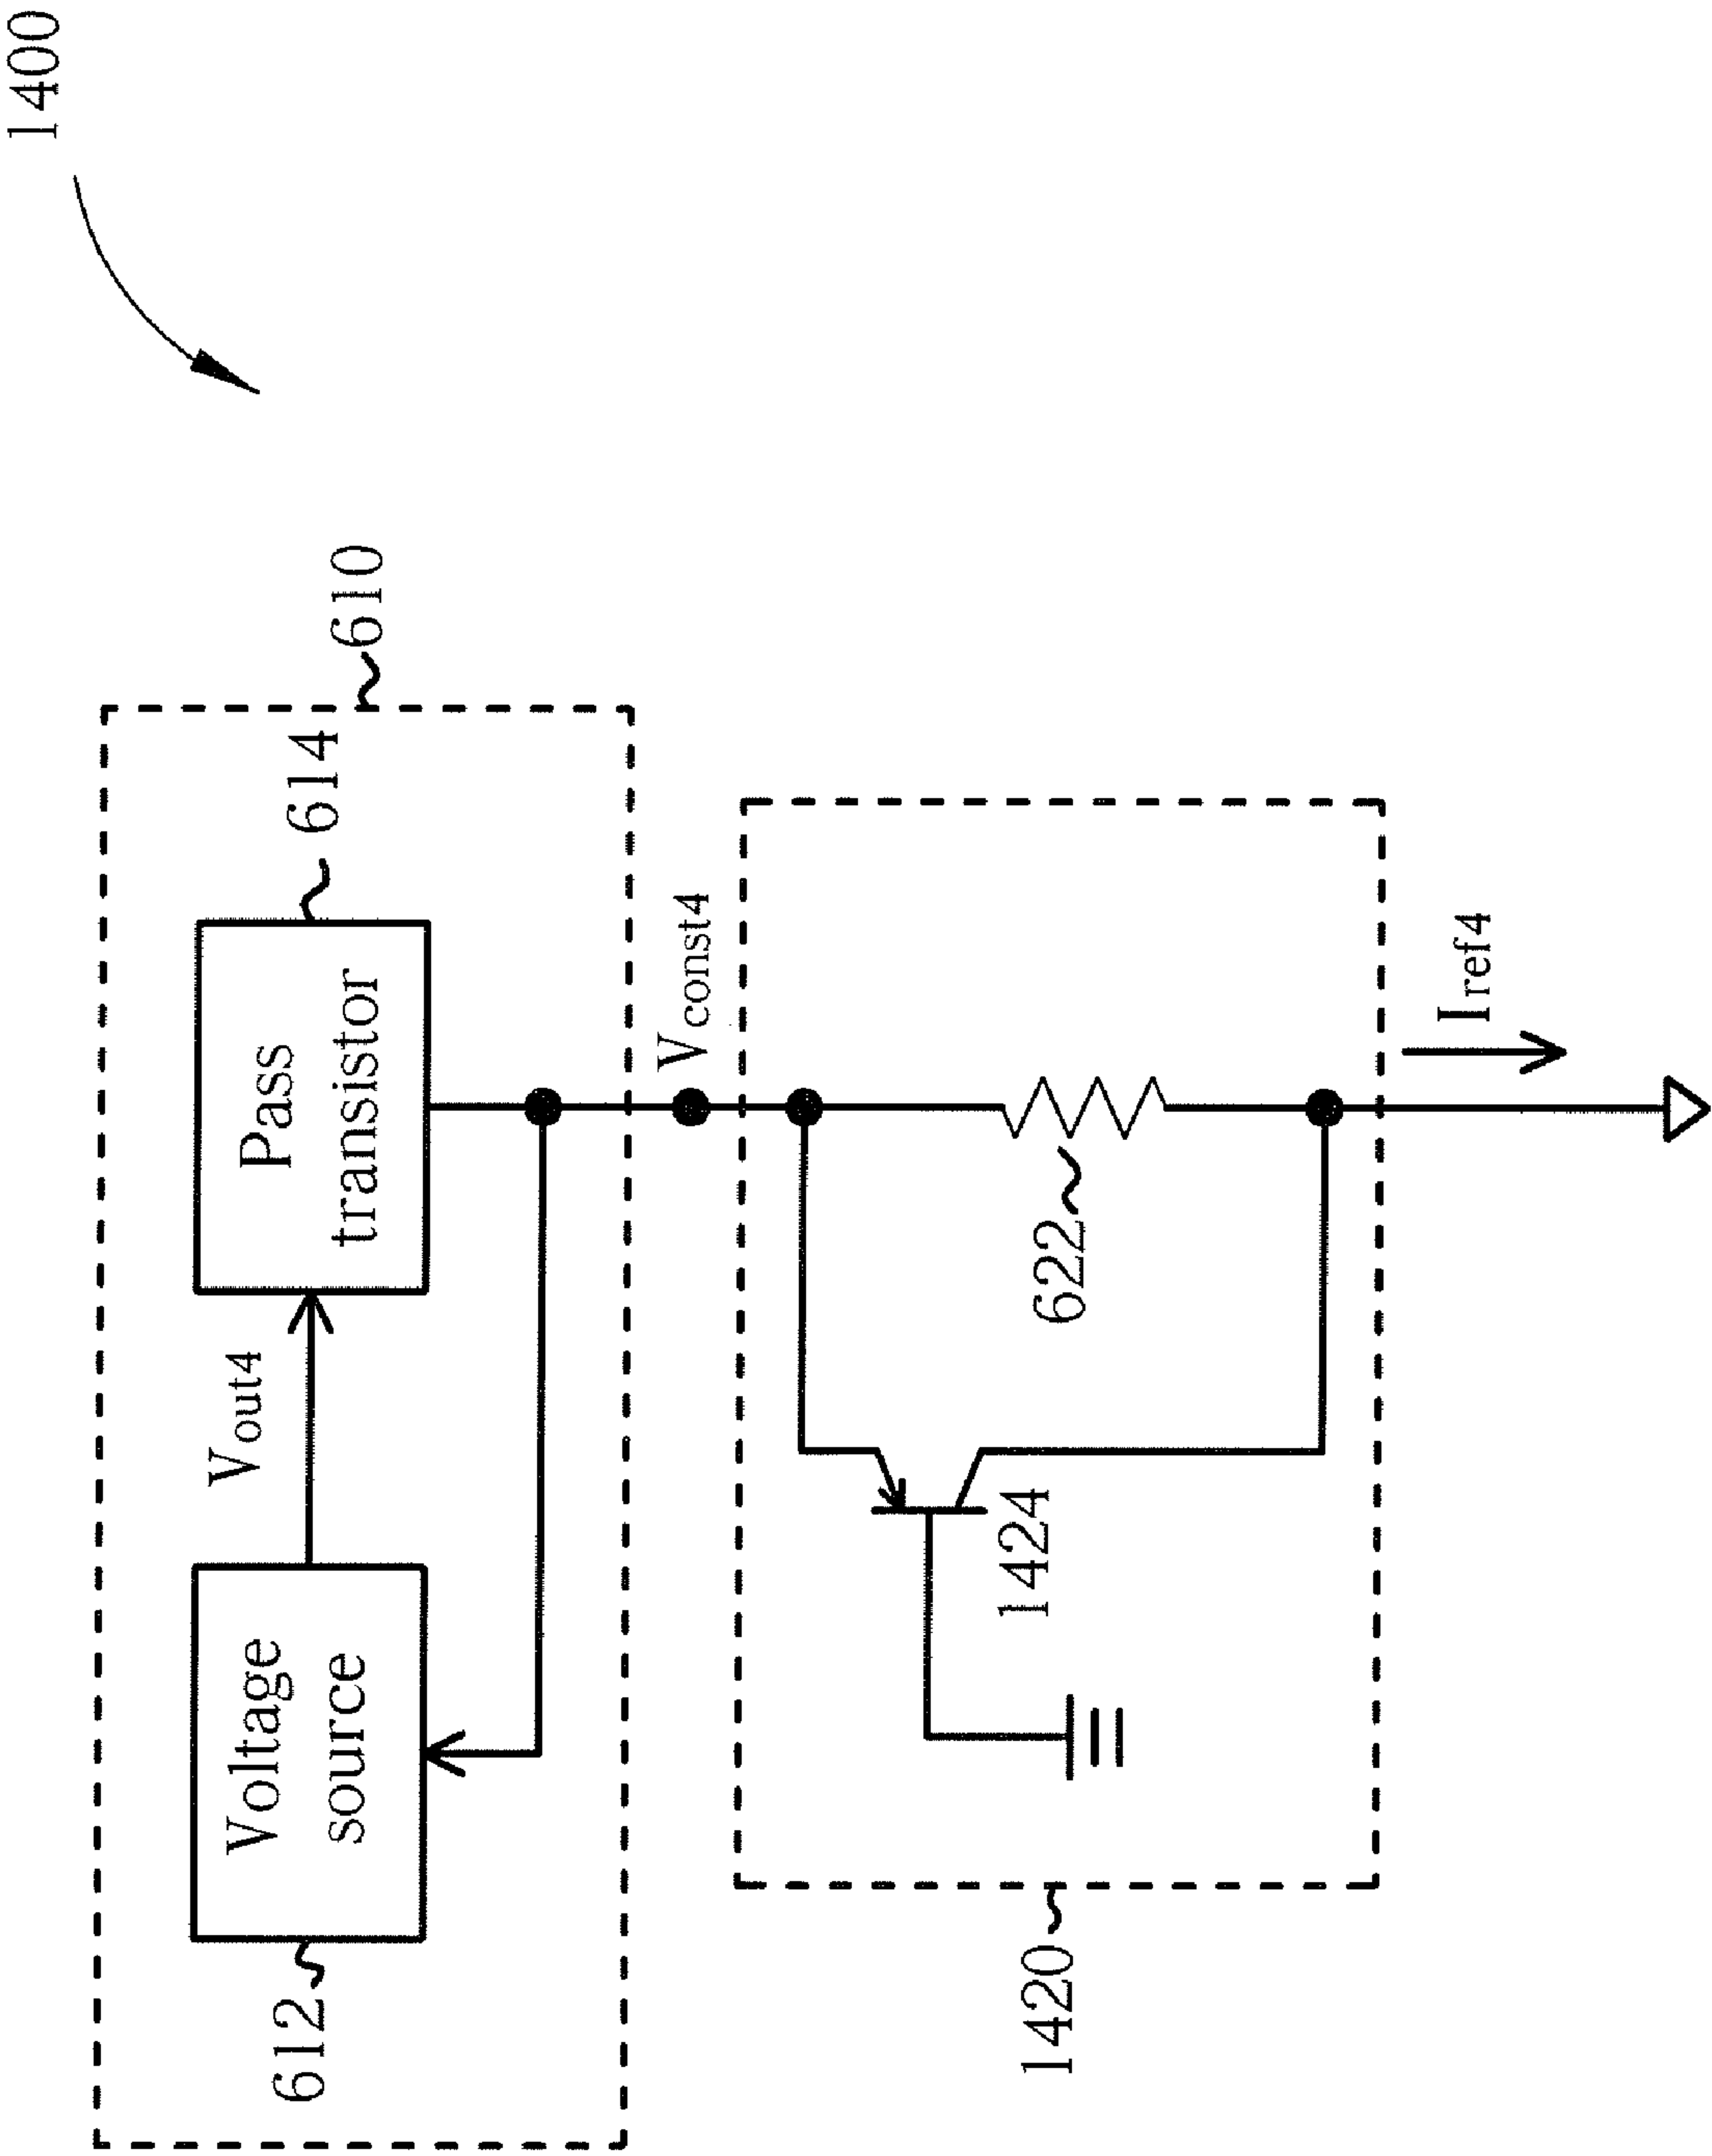 1400
610
612
Voltage
source
Vout4
Pass
transistor
614
Vconst4
1420
1424
622
Iref4